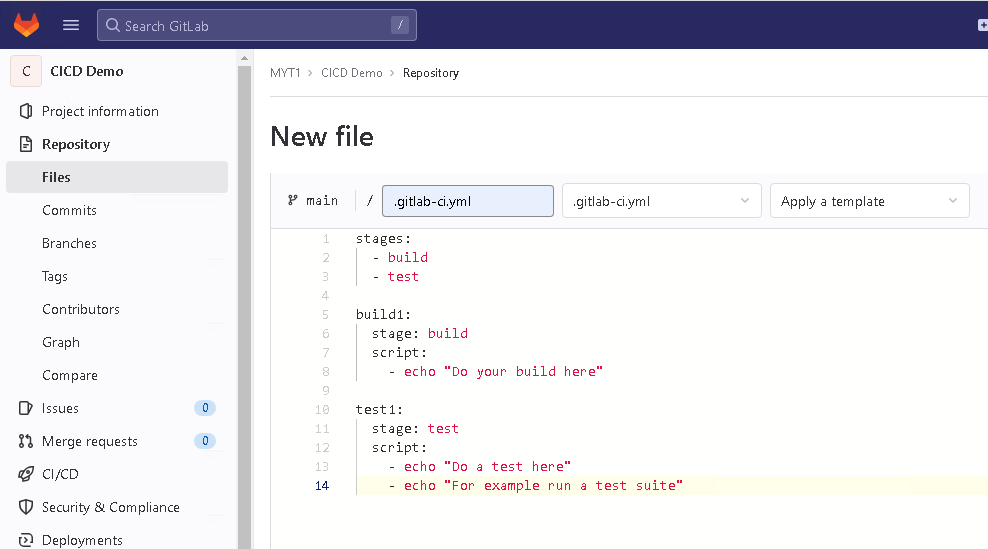 Search GitLab /
C CICD Demo
Project information
Repository
Files
Commits
Branches
Tags
Contributors
Graph
Compare
Issues 0
Merge requests 0
CI/CD
Security & Compliance
Deployments
MYT1 > CICD Demo > Repository
New file
main / .gitlab-ci.yml .gitlab-ci.yml Apply a template
1 stages:
2 - build
3 - test
4
5 build1:
6 stage: build
7 script:
8 - echo "Do your build here"
9
10 test1:
11 stage: test
12 script:
13 - echo "Do a test here"
14 - echo "For example run a test suite"